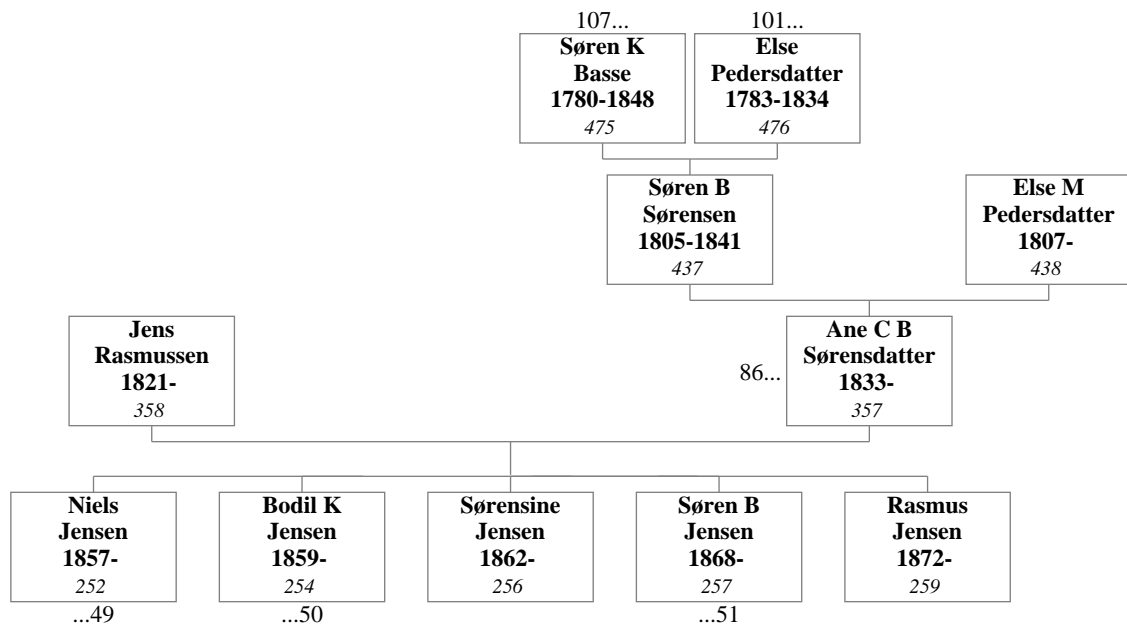 107...
Søren K
Basse
1780-1848
475
101...
Else
Pedersdatter
1783-1834
476
Søren B
Sørensen
1805-1841
437
Else M
Pedersdatter
1807-
438
Jens
Rasmussen
1821-
358
86...
Ane C B
Sørensdatter
1833-
357
Niels
Jensen
1857-
252
...49
Bodil K
Jensen
1859-
254
...50
Sørensine
Jensen
1862-
256
Søren B
Jensen
1868-
257
...51
Rasmus
Jensen
1872-
259